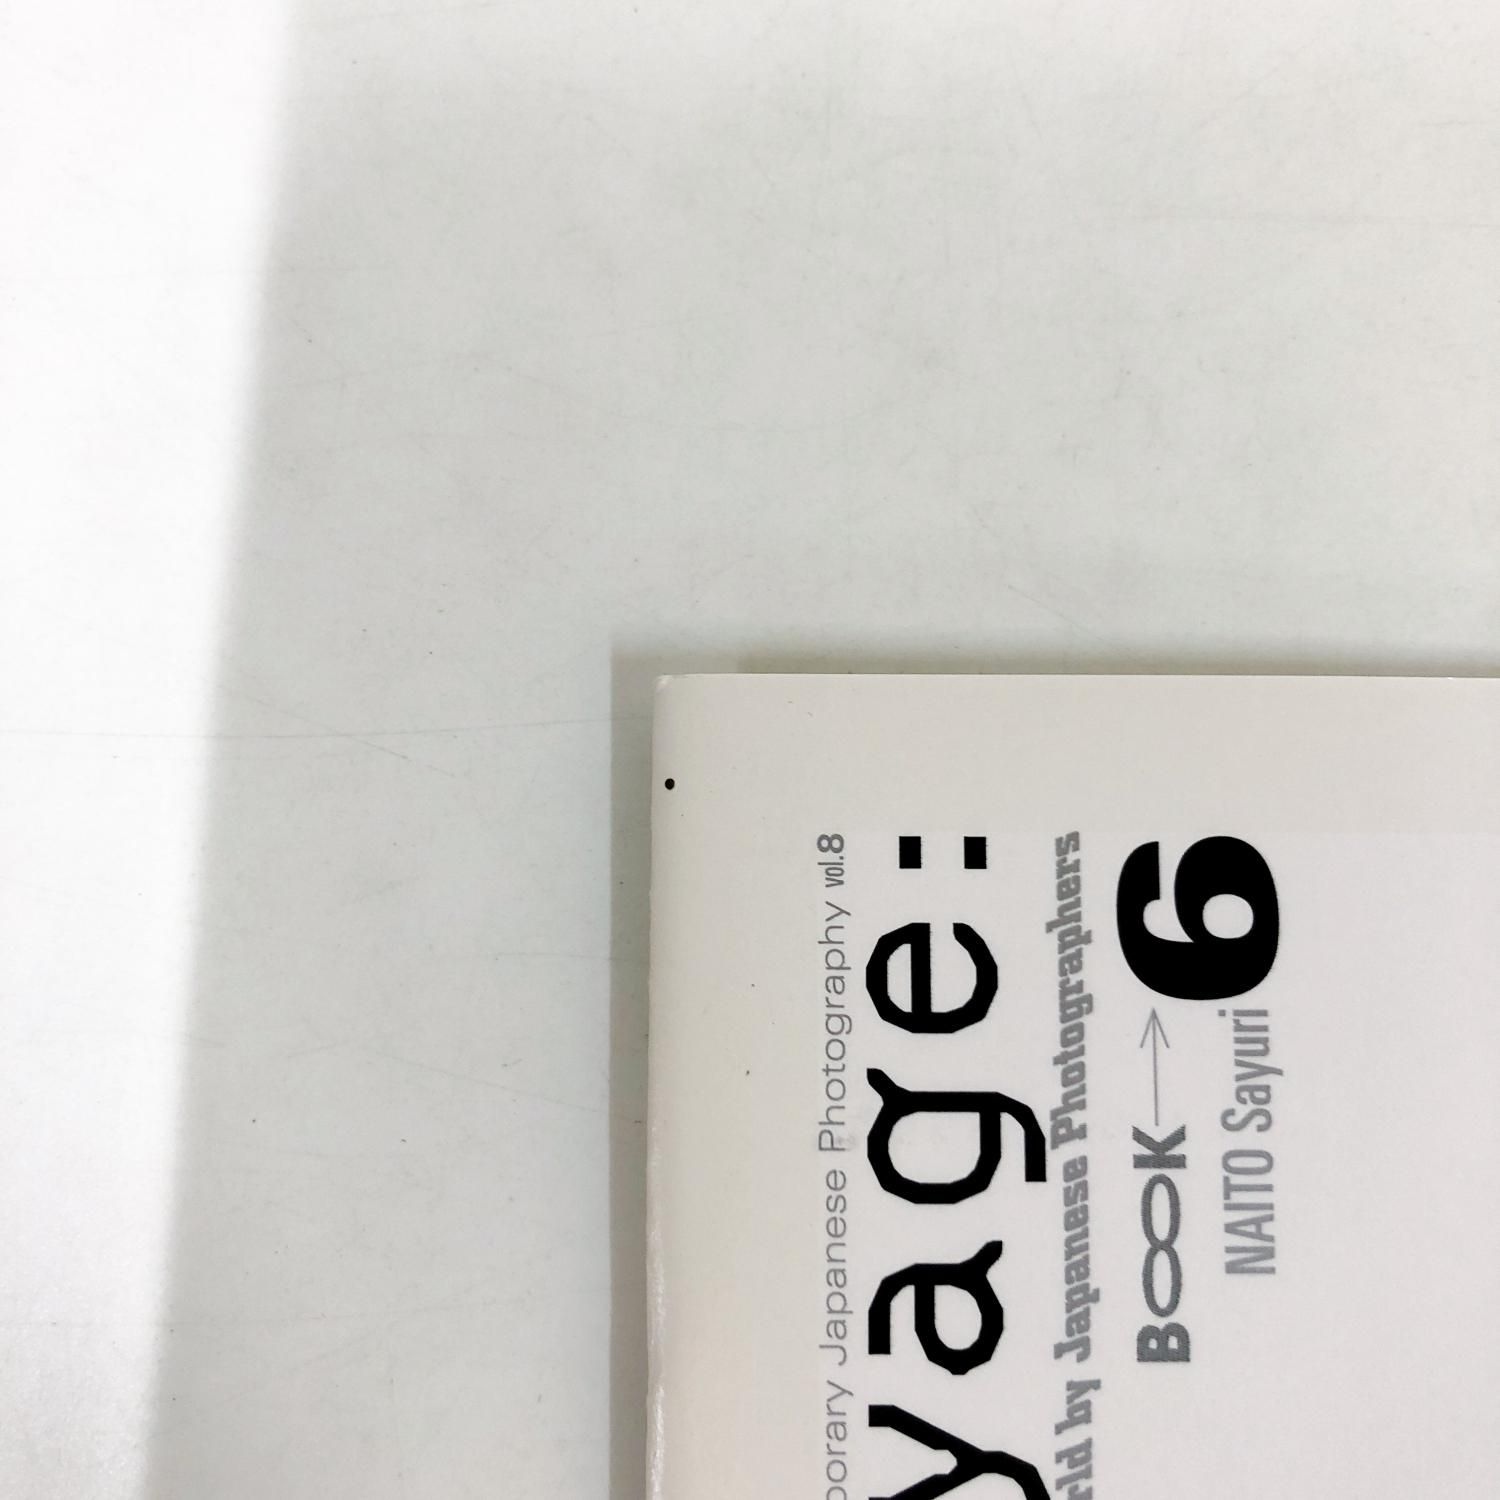 porary Japanese Photography vol.8
yage:
rld by Japanese Photographers
BOOK→6
NAITO Sayuri